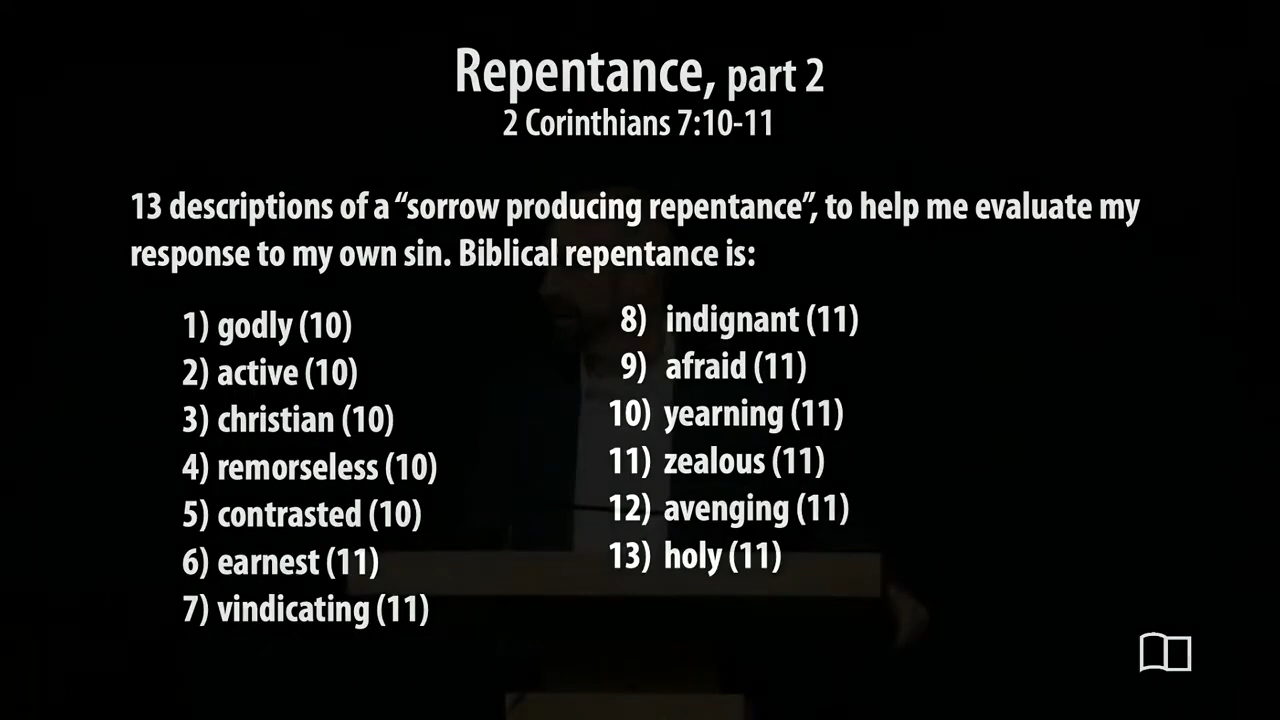 Repentance, part 2
2 Corinthians 7:10-11
13 descriptions of a “sorrow producing repentance”, to help me evaluate my
response to my own sin. Biblical repentance is:
1) godly (10)
2) active (10)
3) christian (10)
4) remorseless (10)
5) contrasted (10)
6) earnest (11)
7) vindicating (11)
8) indignant (11)
9) afraid (11)
10) yearning (11)
11) zealous (11)
12) avenging (11)
13) holy (11)